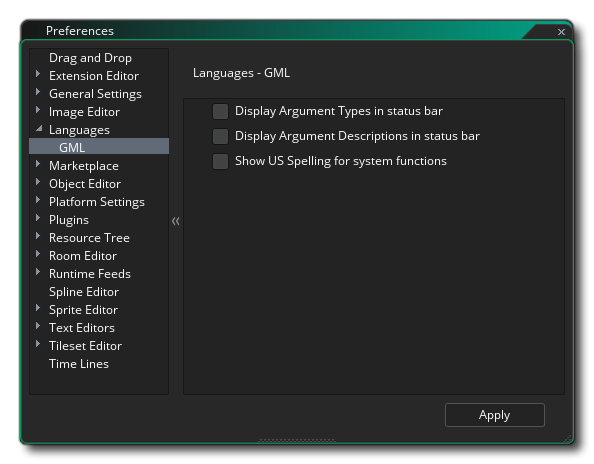 Preferences
Drag and Drop
Extension Editor
General Settings
Image Editor
Languages
GML
Marketplace
Object Editor
Platform Settings
Plugins
Resource Tree
Room Editor
Runtime Feeds
Spline Editor
Sprite Editor
Text Editors
Tileset Editor
Time Lines
Languages - GML
Display Argument Types in status bar
Display Argument Descriptions in status bar
Show US Spelling for system functions
Apply